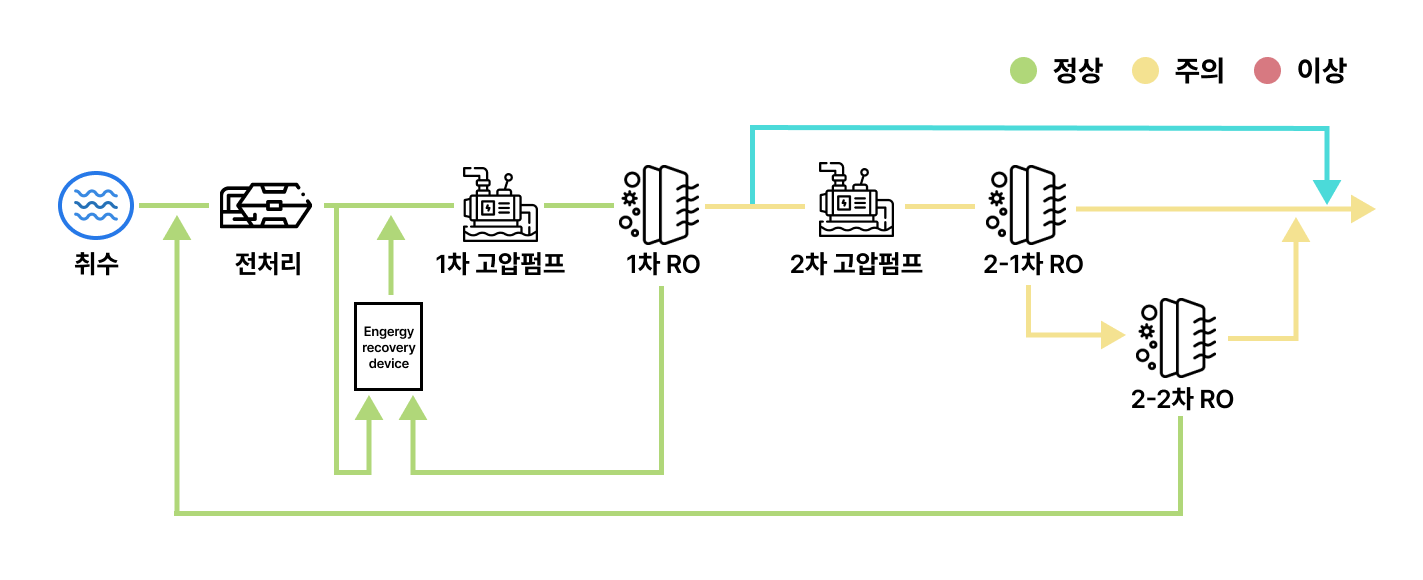 정상
주의
이상
취수
전처리
1차 고압펌프
1차 RO
2차 고압펌프
2-1차 RO
Engergy
recovery
device
2-2차 RO